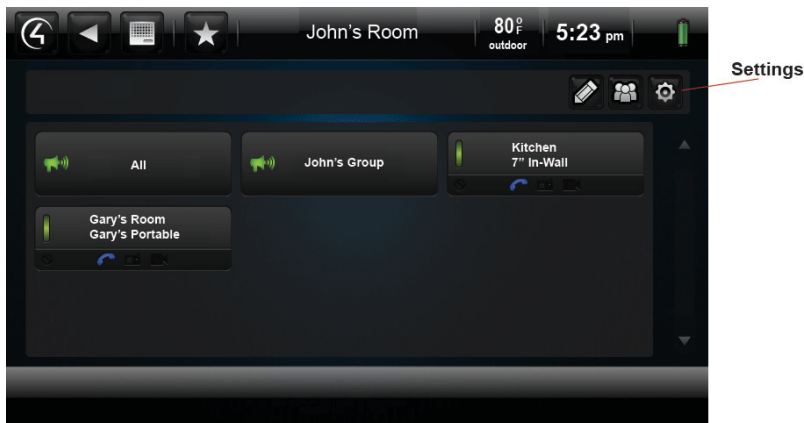 John's Room
80°F
outdoor
5:23 pm
Settings
All
John's Group
Kitchen
7" In-Wall
Gary's Room
Gary's Portable